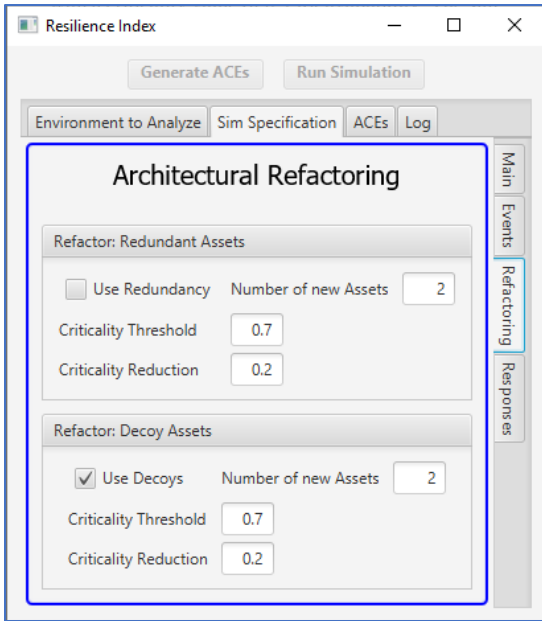 Resilience Index
Generate ACEs Run Simulation
Environment to Analyze Sim Specification ACEs Log
Architectural Refactoring
Refactor: Redundant Assets
Use Redundancy Number of new Assets 2
Criticality Threshold 0.7
Criticality Reduction 0.2
Refactor: Decoy Assets
Use Decoys Number of new Assets 2
Criticality Threshold 0.7
Criticality Reduction 0.2
Main
Events
Refactoring
Responses